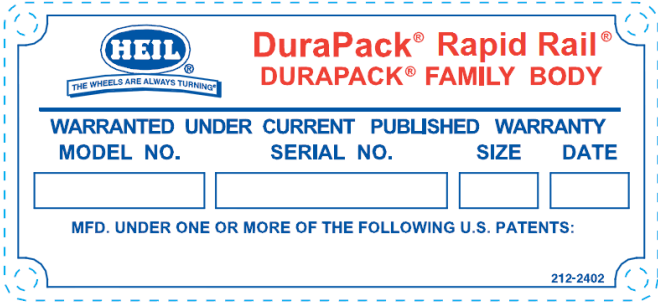 HEIL®
THE WHEELS ARE ALWAYS TURNING®
DuraPack® Rapid Rail®
DURAPACK® FAMILY BODY
WARRANTED UNDER CURRENT PUBLISHED WARRANTY
MODEL NO. SERIAL NO. SIZE DATE
MFD. UNDER ONE OR MORE OF THE FOLLOWING U.S. PATENTS:
212-2402